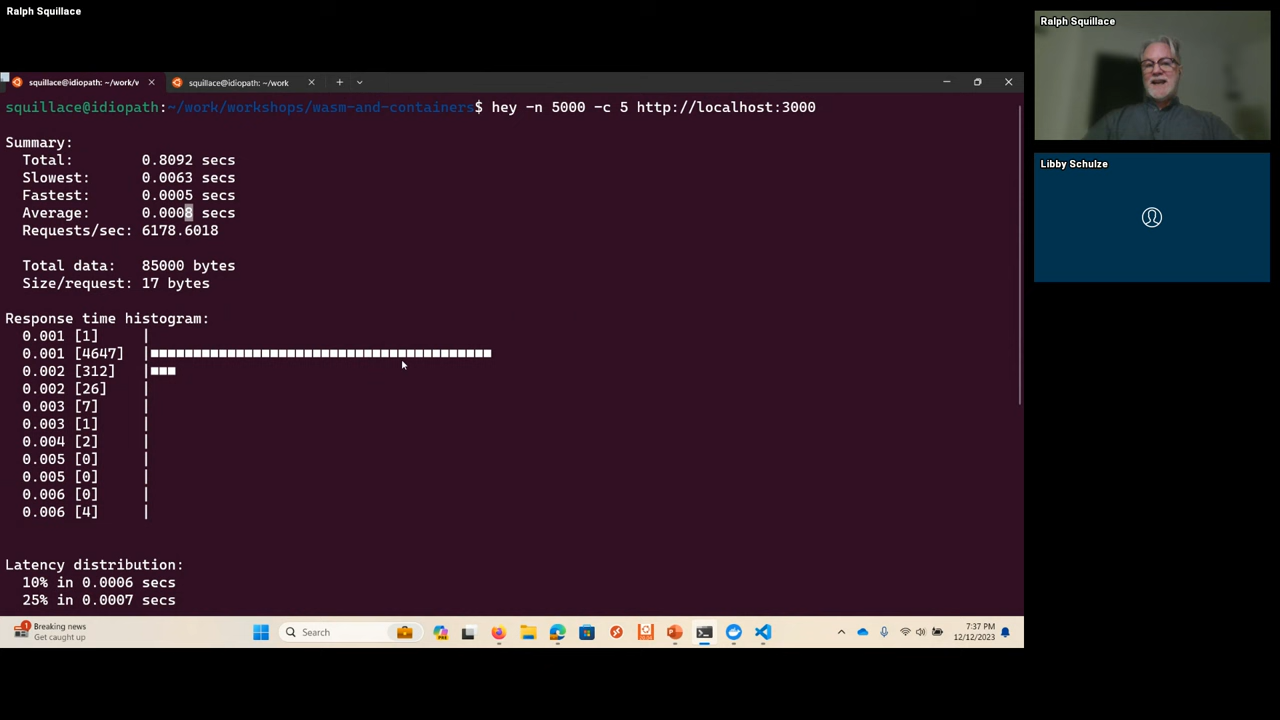 Ralph Squillace
squillace@idiopath: ~/work/v
squillace@idiopath: ~/work
squillace@idiopath:~/work/workshops/wasm-and-containers$ hey -n 5000 -c 5 http://localhost:3000
Summary:
Total: 0.8092 secs
Slowest: 0.0063 secs
Fastest: 0.0005 secs
Average: 0.0008 secs
Requests/sec: 6178.6018
Total data: 85000 bytes
Size/request: 17 bytes
Response time histogram:
0.001 [1] |
0.001 [4647] |■■■■■■■■■■■■■■■■■■■■■■■■■■■■■■■■■■■■■■■■
0.002 [312] |■■■
0.002 [26] |
0.003 [7] |
0.003 [1] |
0.004 [2] |
0.005 [0] |
0.005 [0] |
0.006 [0] |
0.006 [4] |
Latency distribution:
10% in 0.0006 secs
25% in 0.0007 secs
1
Breaking news
Get caught up
Search
7:37 PM
12/12/2023
Ralph Squillace
Libby Schulze